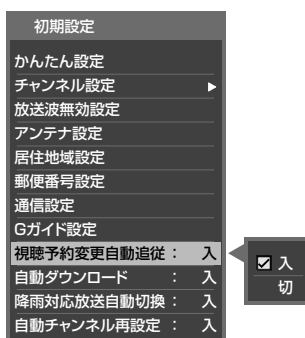 初期設定
かんたん設定
チャンネル設定
放送波無効設定
アンテナ設定
居住地域設定
郵便番号設定
通信設定
Gガイド設定
視聴予約変更自動追従： 入
自動ダウンロード ： 入
降雨対応放送自動切換： 入
自動チャンネル再設定 ： 入
入
切